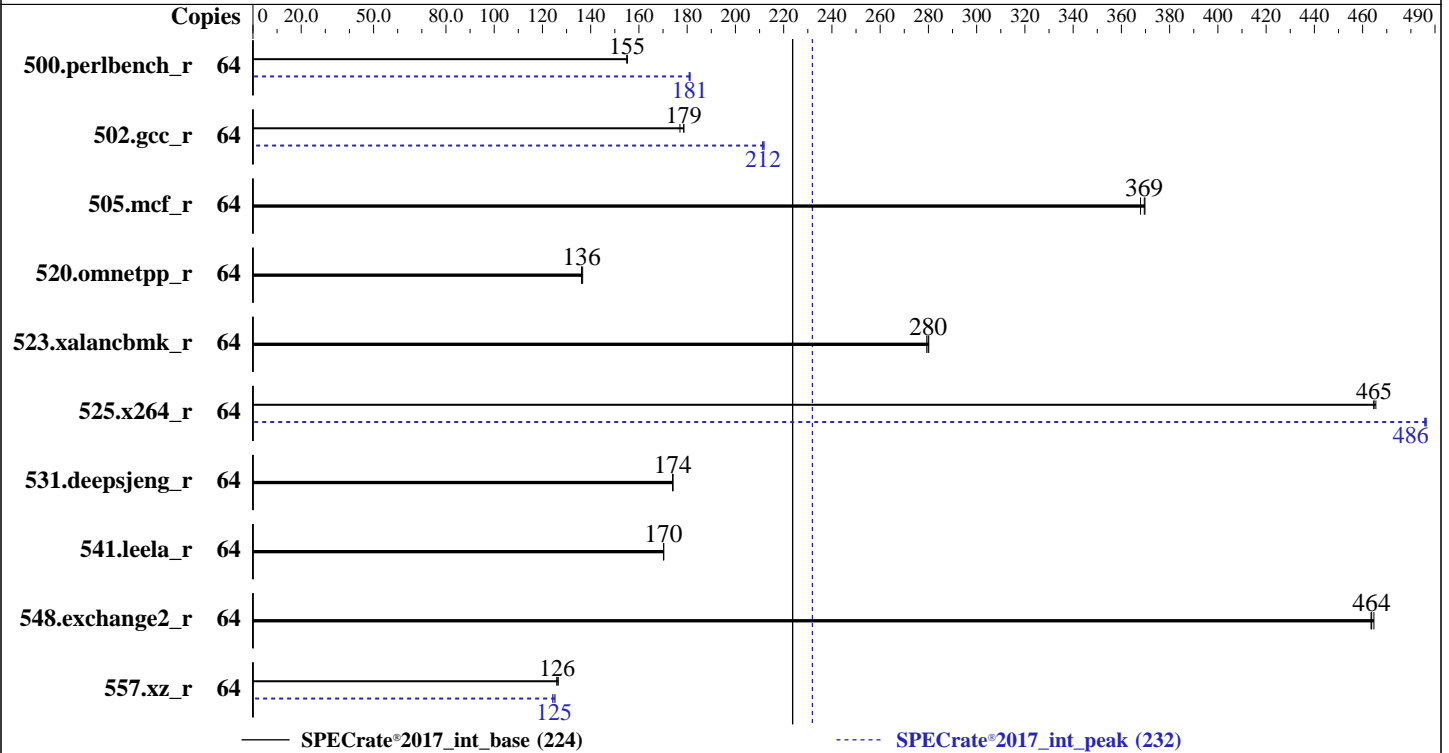 Copies 0 20.0 50.0 80.0 100 120 140 160 180 200 220 240 260 280 300 320 340 360 380 400 420 440 460 490
500.perlbench_r 64 155
181
502.gcc_r 64 179
212
505.mcf_r 64 369
520.omnetpp_r 64 136
523.xalancbmk_r 64 280
525.x264_r 64 465
486
531.deepsjeng_r 64 174
541.leela_r 64 170
548.exchange2_r 64 464
557.xz_r 64 126
125
SPECrate®2017_int_base (224) SPECrate®2017_int_peak (232)